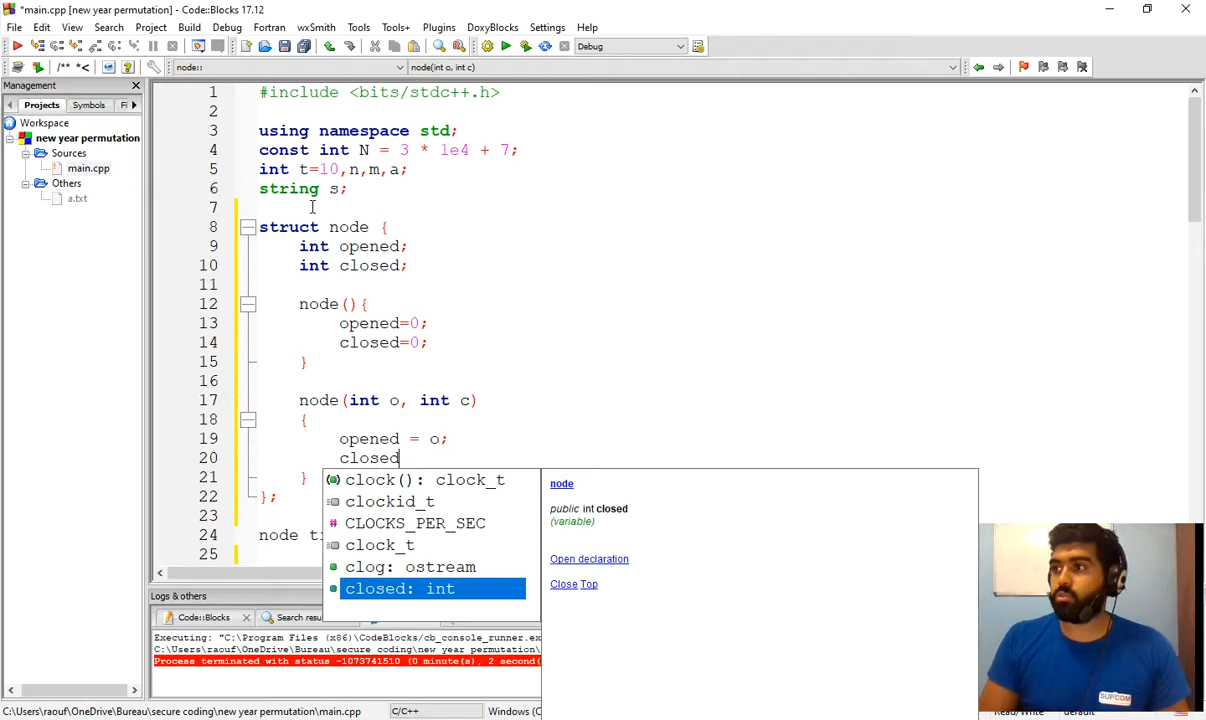 *main.cpp [new year permutation] - Code::Blocks 17.12
File Edit View Search Project Build Debug Fortran wxSmith Tools Tools+ Plugins DoxyBlocks Settings Help
Debug
/** *<
node::
node(int o, int c)
Management
Projects Symbols Fi
Workspace
new year permutation
Sources
main.cpp
Others
a.txt
1 #include <bits/stdc++.h>
2
3 using namespace std;
4 const int N = 3 * 1e4 + 7;
5 int t=10,n,m,a;
6 string s;
7
8 struct node {
9 int opened;
10 int closed;
11
12 node(){
13 opened=0;
14 closed=0;
15 }
16
17 node(int o, int c)
18 {
19 opened = o;
20 closed
21 }
22 };
23
24 node
25
clock(): clock_t
clockid_t
CLOCKS_PER_SEC
clock_t
clog: ostream
closed: int
node
public int closed
(variable)
Open declaration
Close Top
Logs & others
Code::Blocks Search resu
Executing: "C:\Program Files (x86)\CodeBlocks/cb_console_runner.ex
C:\Users\raouf\OneDrive\Bureau\secure coding\new year permutation\
Process terminated with status -1073741510 (0 minute(s), 2 second(
SUP'COM
C:\Users\raouf\OneDrive\Bureau\secure coding\new year permutation\main.cpp C/C++ Windows (C Read/Write default